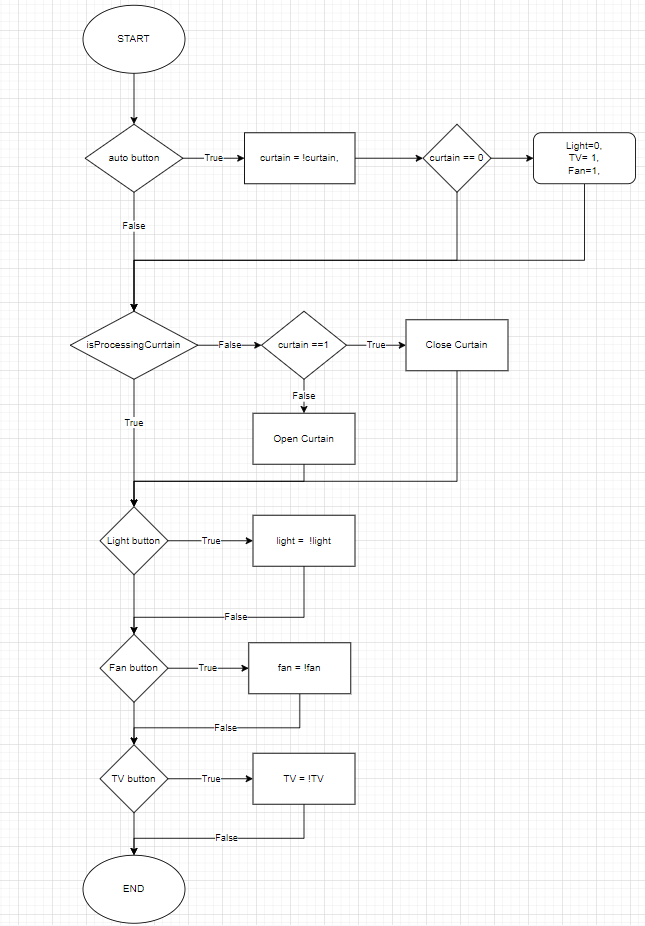 START
auto button
True
curtain = !curtain,
curtain == 0
Light=0,
TV= 1,
Fan=1,
False
isProcessingCurrtain
False
curtain ==1
True
Close Curtain
False
True
Open Curtain
Light button
True
light = !light
False
Fan button
True
fan = !fan
False
TV button
True
TV = !TV
False
END